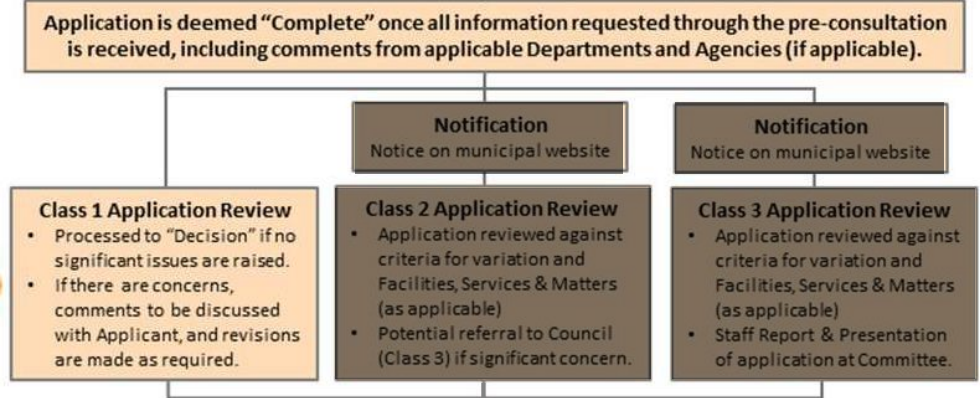 Application is deemed “Complete” once all information requested through the pre-consultation
is received, including comments from applicable Departments and Agencies (if applicable).
Notification
Notice on municipal website
Notification
Notice on municipal website
Class 1 Application Review
• Processed to “Decision” if no
significant issues are raised.
• If there are concerns,
comments to be discussed
with Applicant, and revisions
are made as required.
Class 2 Application Review
• Application reviewed against
criteria for variation and
Facilities, Services & Matters
(as applicable)
• Potential referral to Council
(Class 3) if significant concern.
Class 3 Application Review
• Application reviewed against
criteria for variation and
Facilities, Services & Matters
(as applicable)
• Staff Report & Presentation
of application at Committee.